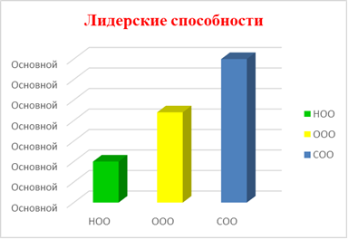 Лидерские способности
Основной
Основной
Основной
Основной
Основной
Основной
Основной
Основной
НОО
ООО
СОО
НОО
ООО
СОО